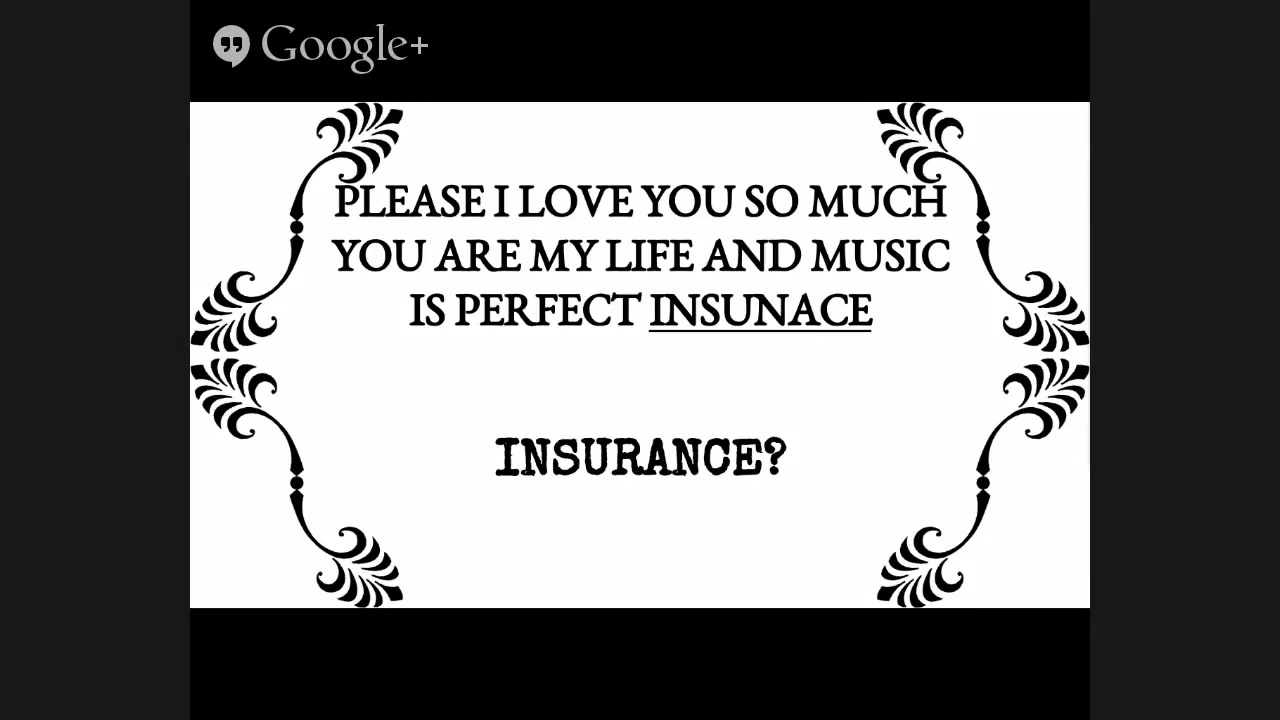 Google+
PLEASE I LOVE YOU SO MUCH
YOU ARE MY LIFE AND MUSIC
IS PERFECT INSUNACE
INSURANCE?